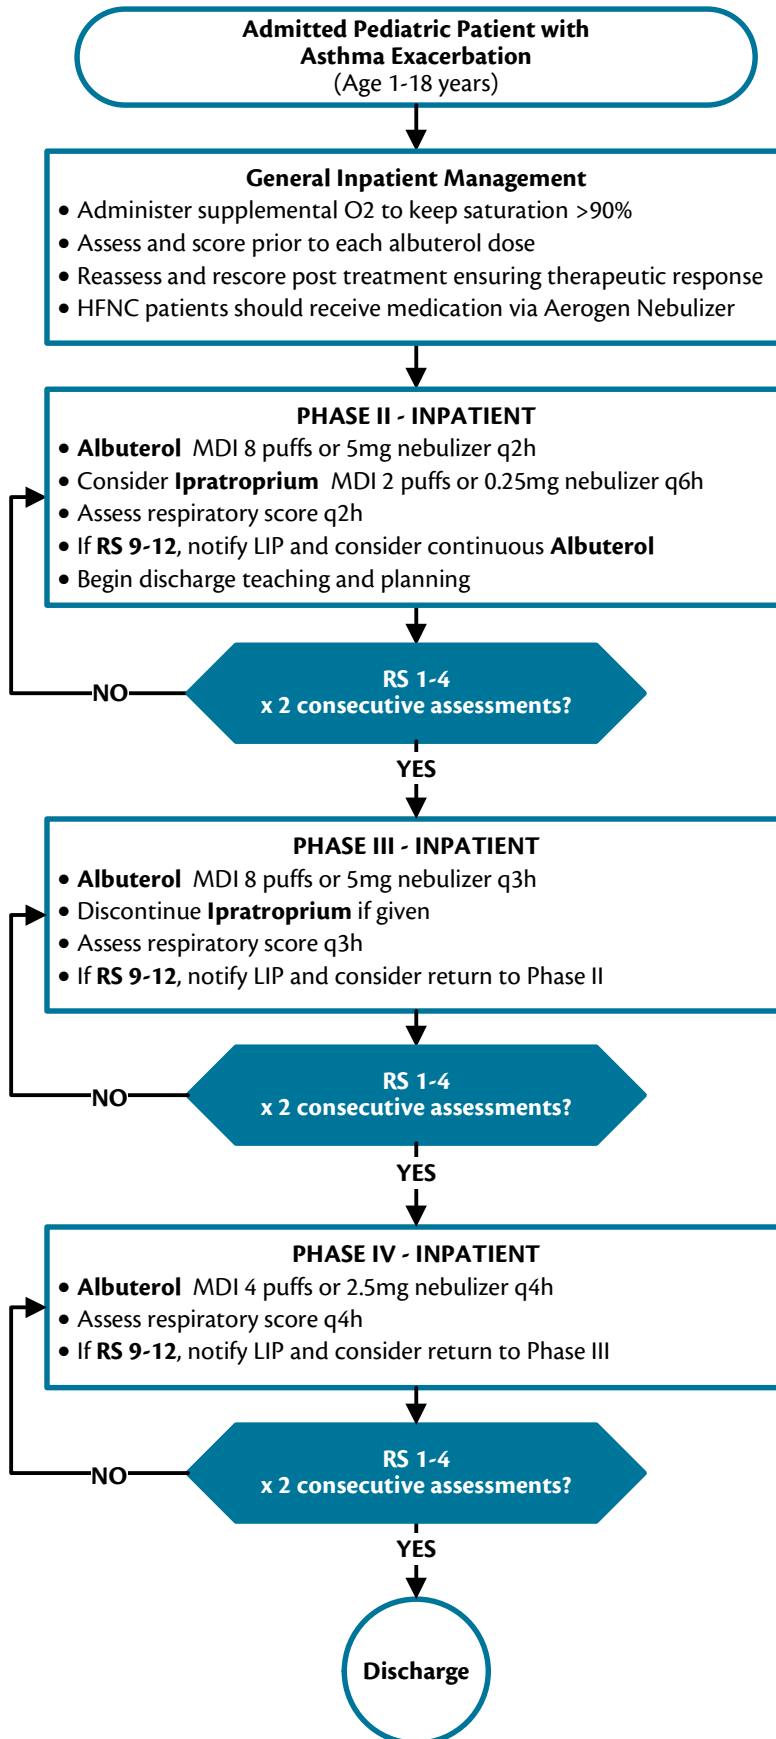 Admitted Pediatric Patient with
Asthma Exacerbation
(Age 1-18 years)
General Inpatient Management
• Administer supplemental O2 to keep saturation >90%
• Assess and score prior to each albuterol dose
• Reassess and rescore post treatment ensuring therapeutic response
• HFNC patients should receive medication via Aerogen Nebulizer
PHASE II - INPATIENT
• Albuterol MDI 8 puffs or 5mg nebulizer q2h
• Consider Ipratroprium MDI 2 puffs or 0.25mg nebulizer q6h
• Assess respiratory score q2h
• If RS 9-12, notify LIP and consider continuous Albuterol
• Begin discharge teaching and planning
RS 1-4
x 2 consecutive assessments?
NO
YES
PHASE III - INPATIENT
• Albuterol MDI 8 puffs or 5mg nebulizer q3h
• Discontinue Ipratroprium if given
• Assess respiratory score q3h
• If RS 9-12, notify LIP and consider return to Phase II
RS 1-4
x 2 consecutive assessments?
NO
YES
PHASE IV - INPATIENT
• Albuterol MDI 4 puffs or 2.5mg nebulizer q4h
• Assess respiratory score q4h
• If RS 9-12, notify LIP and consider return to Phase III
RS 1-4
x 2 consecutive assessments?
NO
YES
Discharge